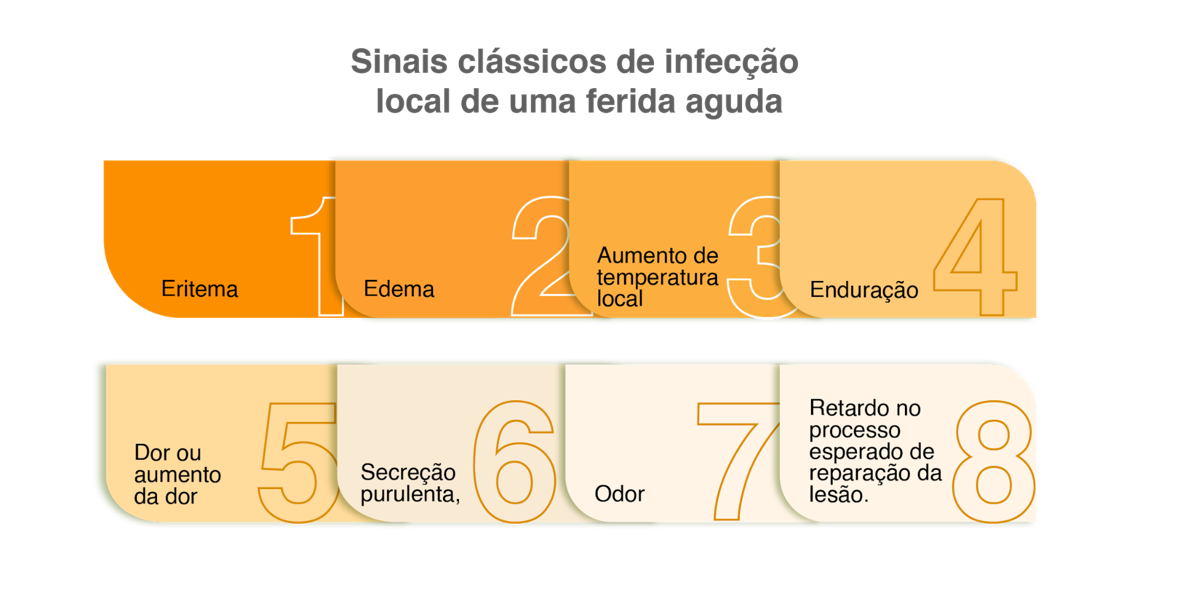 Sinais clássicos de infecção
local de uma ferida aguda
1
Eritema
2
Edema
3
Aumento de
temperatura
local
4
Enduração
5
Dor ou
aumento
da dor
6
Secreção
purulenta,
7
Odor
8
Retardo no
processo
esperado de
reparação da
lesão.